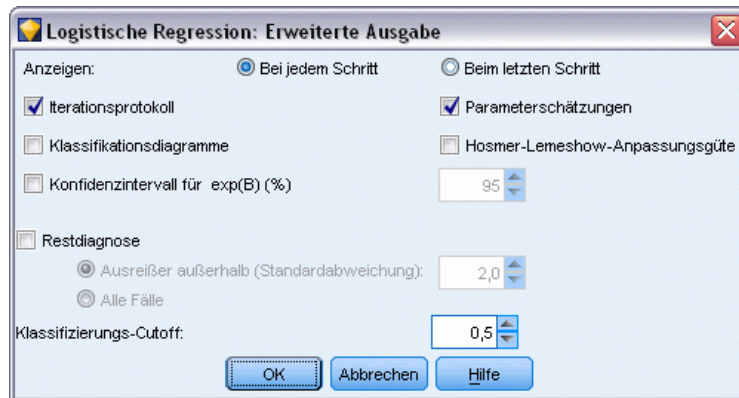 Logistische Regression: Erweiterte Ausgabe
Anzeigen: Bei jedem Schritt Beim letzten Schritt
Iterationsprotokoll Parameterschätzungen
Klassifikationsdiagramme Hosmer-Lemeshow-Anpassungsgüte
Konfidenzintervall für exp(B) (%) 95
Restdiagnose
Ausreißer außerhalb (Standardabweichung): 2,0
Alle Fälle
Klassifizierungs-Cutoff: 0,5
OK Abbrechen Hilfe